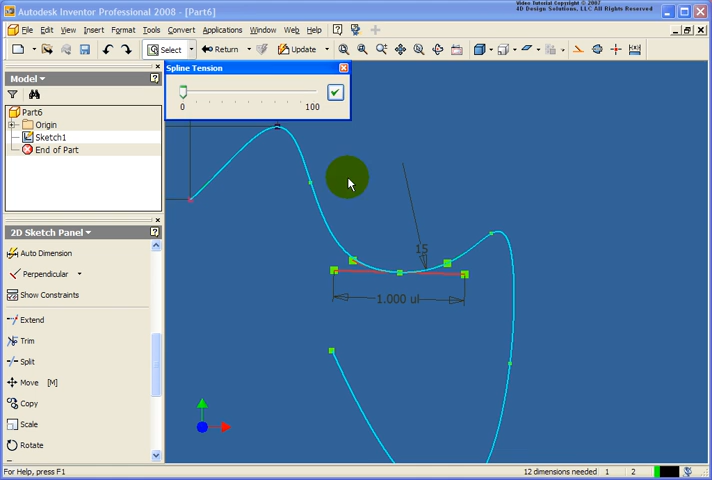 Autodesk Inventor Professional 2008 - [Part6]
Video Tutorial Copyright © 2007
4D Design Solutions, LLC All Rights Reserved
File Edit View Insert Format Tools Convert Applications Window Web Help
Select Return Update
Model
Spline Tension
0 100
Part6
Origin
Sketch1
End of Part
2D Sketch Panel
Auto Dimension
Perpendicular
Show Constraints
Extend
Trim
Split
Move [M]
Copy
Scale
Rotate
15
1.000 ul
For Help, press F1
12 dimensions needed 1 2